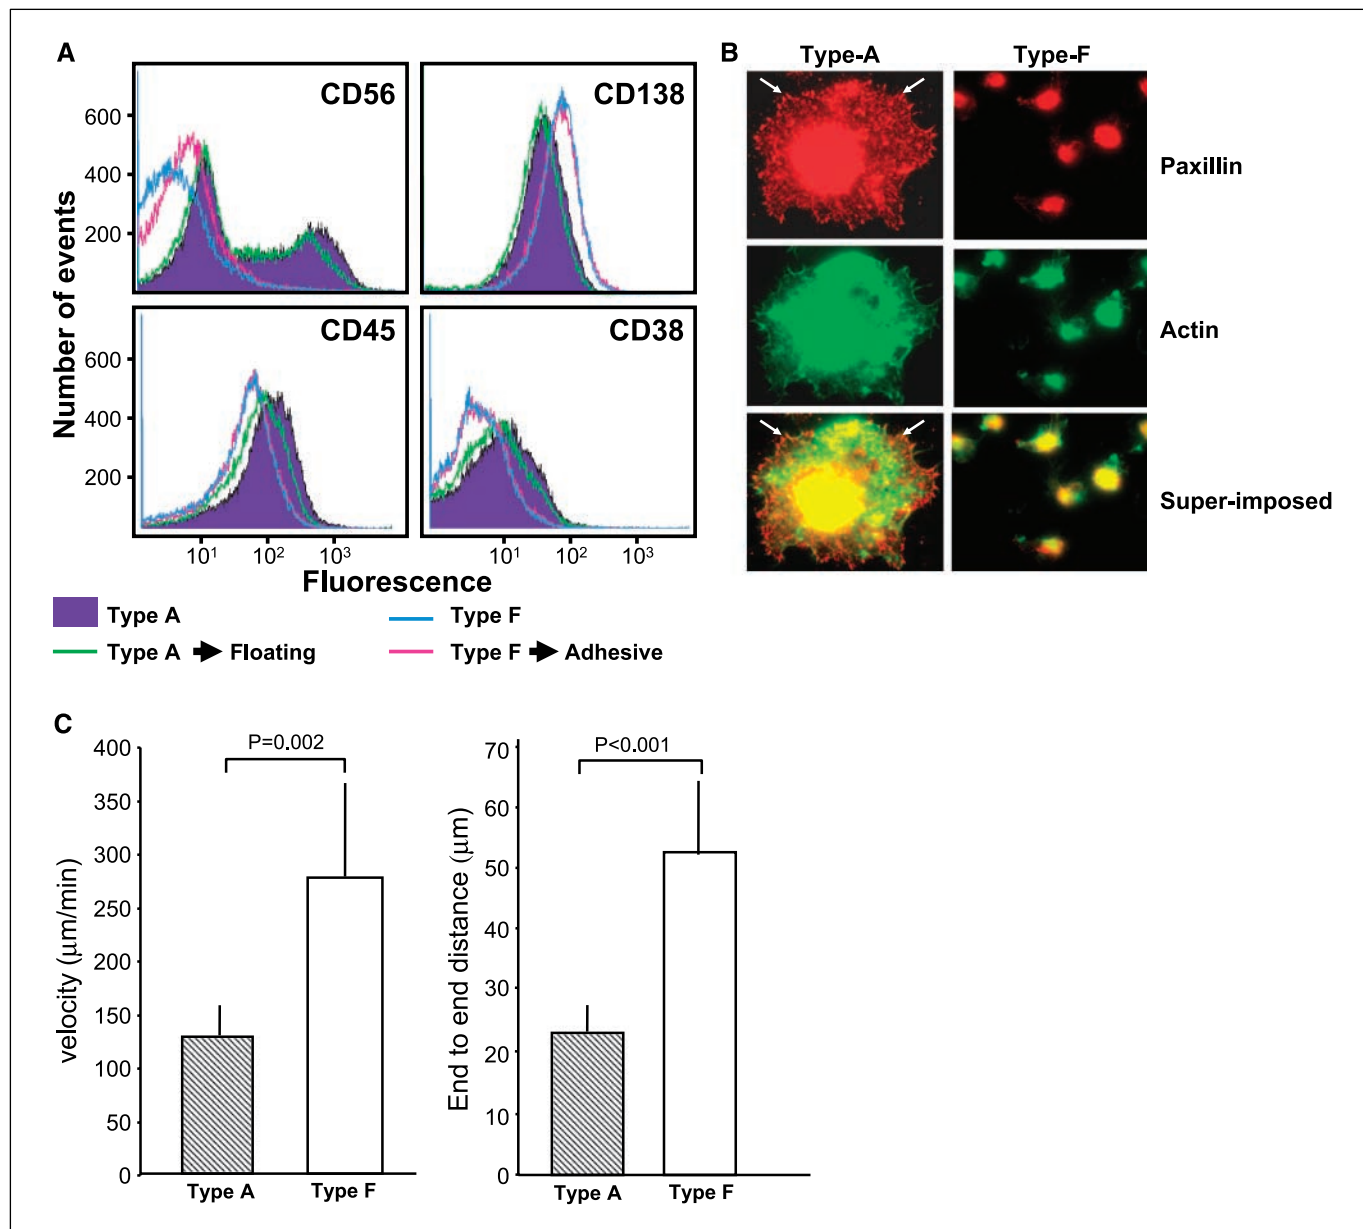 A
CD56
CD138
CD45
CD38
Number of events
600
400
200
600
400
200
10¹ 10² 10³
10¹ 10² 10³
Fluorescence
Type A
Type F
Type A → Floating
Type F → Adhesive
B
Type-A
Type-F
Paxillin
Actin
Super-imposed
C
velocity (μm/min)
400
350
300
250
200
150
100
50
0
P=0.002
Type A
Type F
End to end distance (μm)
70
60
50
40
30
20
10
0
P<0.001
Type A
Type F